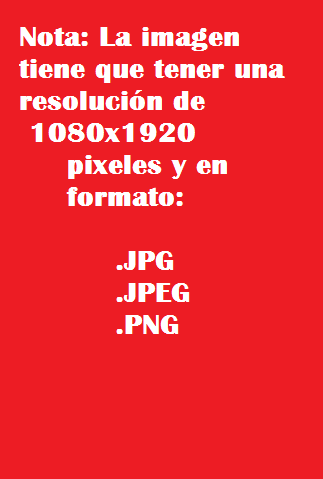 Nota: La imagen
tiene que tener una
resolución de
1080x1920
pixeles y en
formato:
.JPG
.JPEG
.PNG